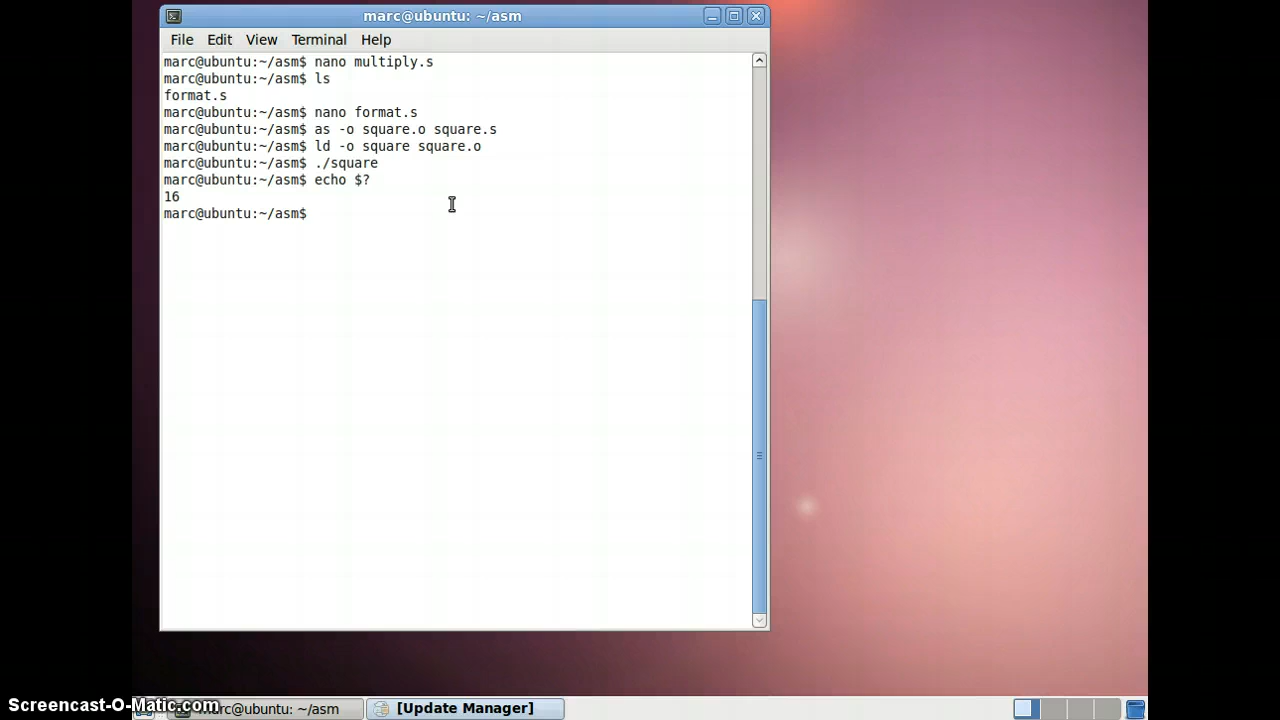 marc@ubuntu: ~/asm
File Edit View Terminal Help
marc@ubuntu:~/asm$ nano multiply.s
marc@ubuntu:~/asm$ ls
format.s
marc@ubuntu:~/asm$ nano format.s
marc@ubuntu:~/asm$ as -o square.o square.s
marc@ubuntu:~/asm$ ld -o square square.o
marc@ubuntu:~/asm$ ./square
marc@ubuntu:~/asm$ echo $?
16
marc@ubuntu:~/asm$
Screencast-O-Matic.com
marc@ubuntu: ~/asm
[Update Manager]